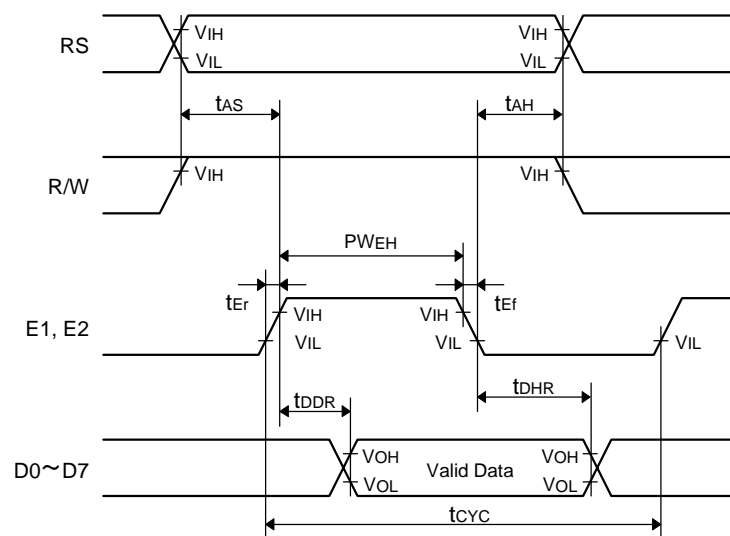 RS VIH VIH
VIL VIL
tAS tAH
R/W VIH VIH
PWEH
tEr tEf
VIH VIH
E1, E2 VIL VIL VIL
tDDR tDHR
VOH VOH
D0～D7 Valid Data
VOL VOL
tCYC